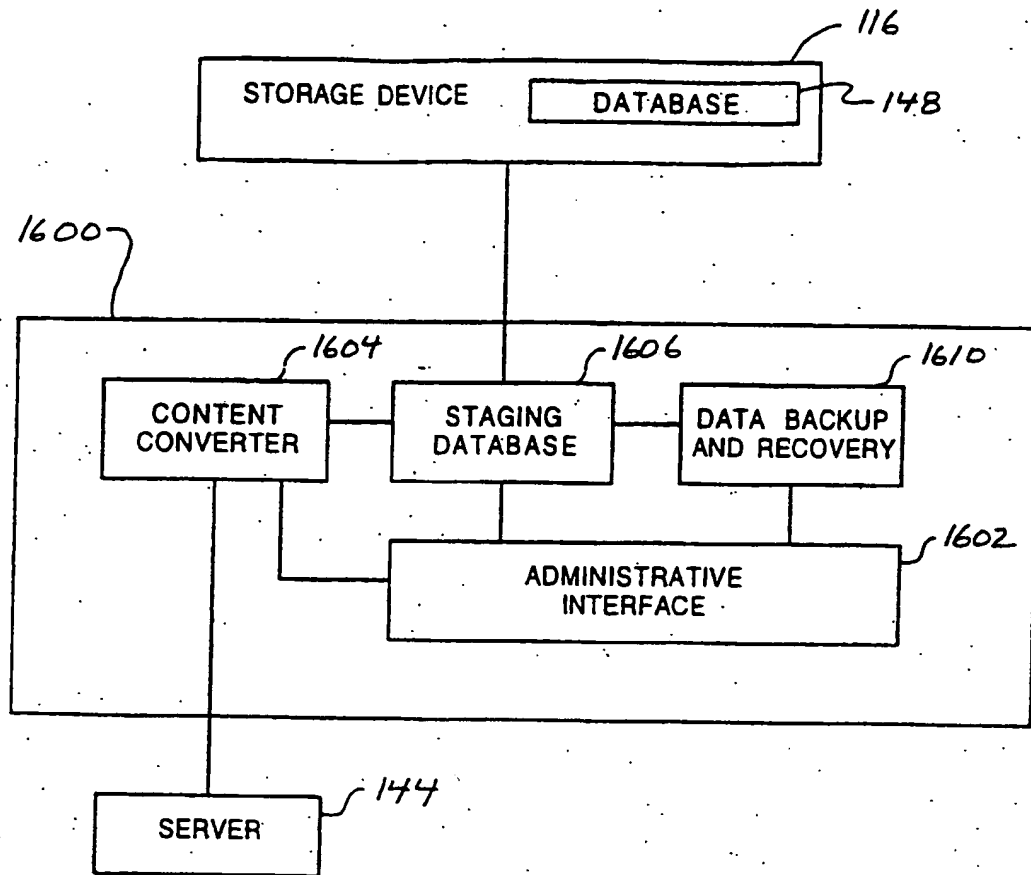 116
STORAGE DEVICE
DATABASE
148
1600
1604
1606
1610
CONTENT
CONVERTER
STAGING
DATABASE
DATA BACKUP
AND RECOVERY
1602
ADMINISTRATIVE
INTERFACE
144
SERVER